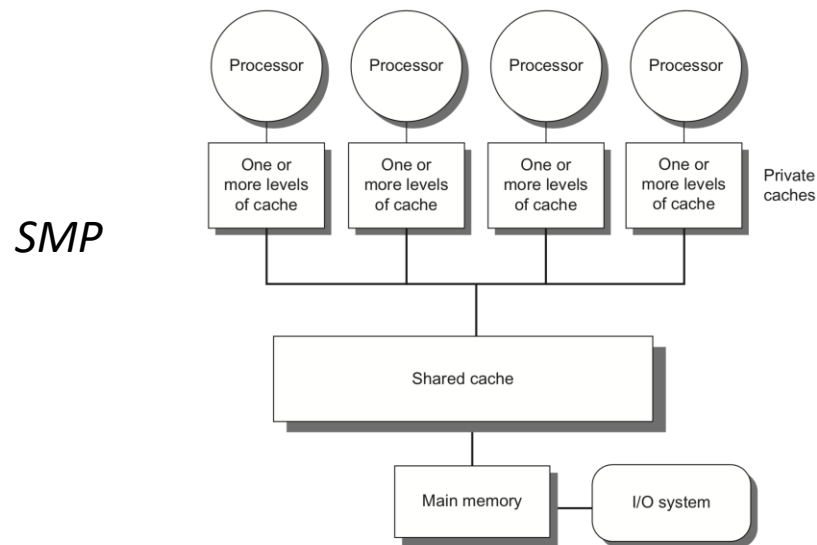 Processor
Processor
Processor
Processor
One or
more levels
of cache
One or
more levels
of cache
One or
more levels
of cache
One or
more levels
of cache
Private
caches
SMP
Shared cache
Main memory
I/O system